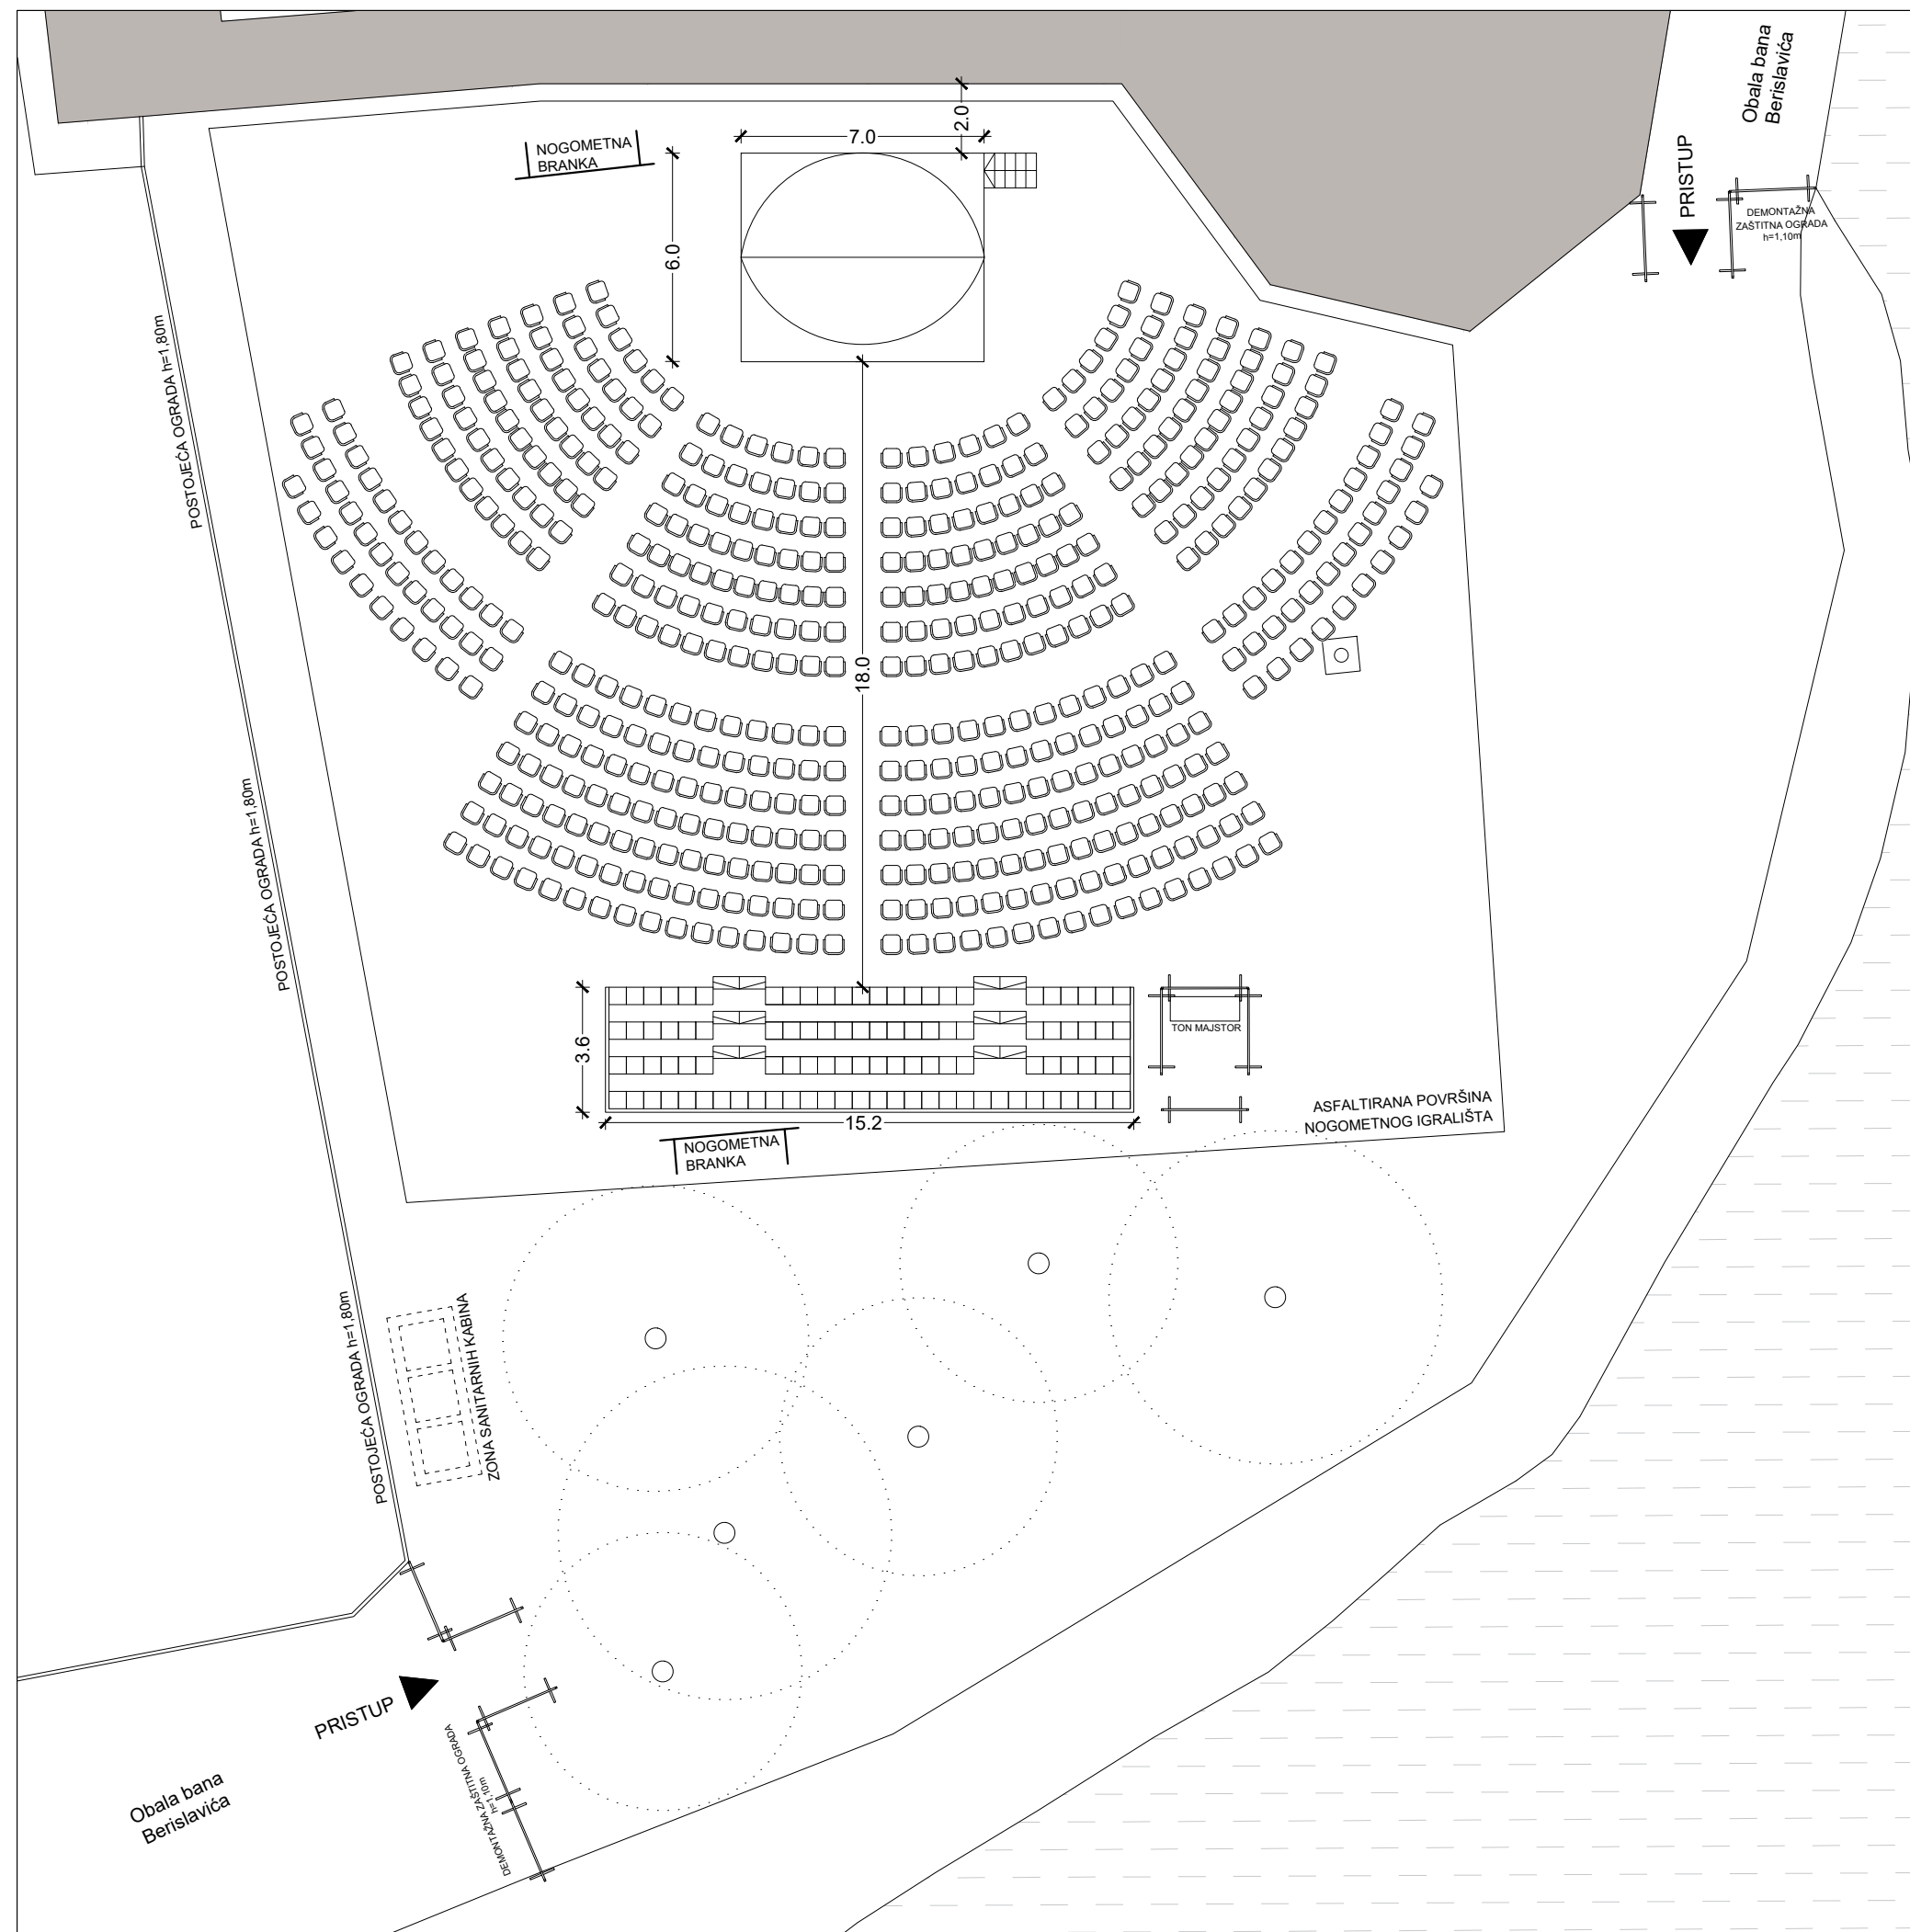 Obala bana
Berislavića
2.0
7.0
NOGOMETNA
BRANKA
PRISTUP
DEMONTAŽNA
ZAŠTITNA OGRADA
h=1,10m
6.0
POSTOJEĆA OGRADA h=1,80m
18.0
POSTOJEĆA OGRADA h=1,80m
TON MAJSTOR
3.6
ASFALTIRANA POVRŠINA
NOGOMETNOG IGRALIŠTA
15.2
NOGOMETNA
BRANKA
POSTOJEĆA OGRADA h=1,80m
ZONA SANITARNIH KABINA
PRISTUP
DEMONTAŽNA ZAŠTITNA OGRADA
h=1,10m
Obala bana
Berislavića